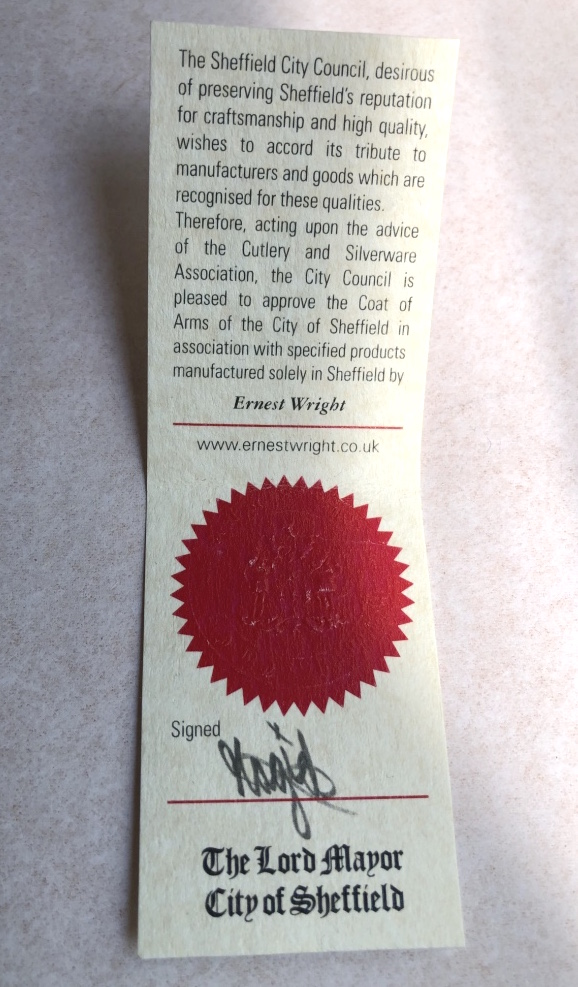 The Sheffield City Council, desirous
of preserving Sheffield's reputation
for craftsmanship and high quality,
wishes to accord its tribute to
manufacturers and goods which are
recognised for these qualities.
Therefore, acting upon the advice
of the Cutlery and Silverware
Association, the City Council is
pleased to approve the Coat of
Arms of the City of Sheffield in
association with specified products
manufactured solely in Sheffield by
Ernest Wright
www.ernestwright.co.uk
Signed
The Lord Mayor
City of Sheffield